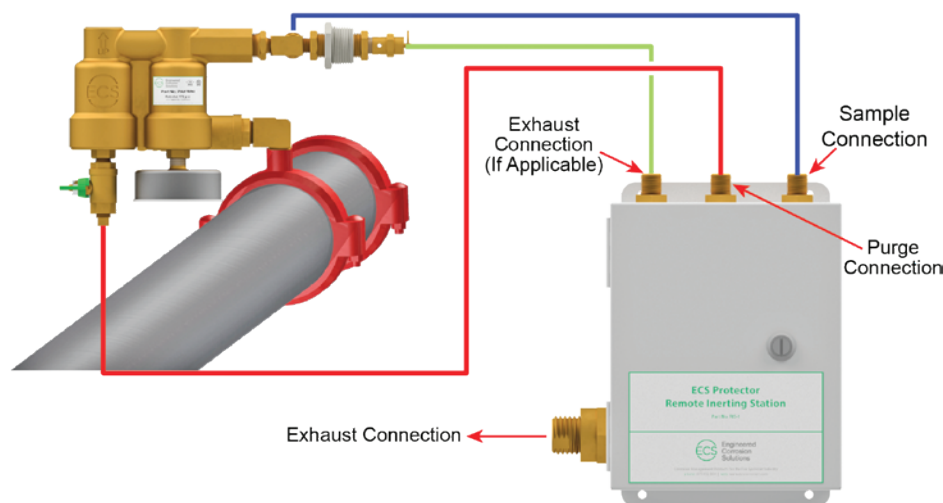 ECS
Exhaust
Connection
(If Applicable)
Sample
Connection
Purge
Connection
ECS Protector
Remote Inerting Station
Exhaust Connection
ECS
Engineered
Corrosion
Solutions